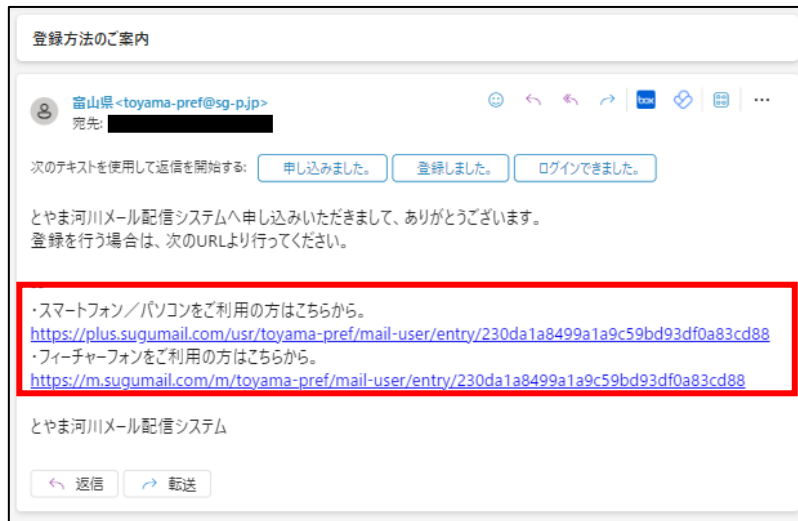 登録方法のご案内
富山県<toyama-pref@sg-p.jp>
box
宛先:
次のテキストを使用して返信を開始する: 申し込みました。 登録しました。 ログインできました。
とやま河川メール配信システムへ申し込みいただきまして、ありがとうございます。
登録を行う場合は、次のURLより行ってください。
--
・スマートフォン／パソコンをご利用の方はこちらから。
https://plus.sugumail.com/usr/toyama-pref/mail-user/entry/230da1a8499a1a9c59bd93df0a83cd88
・フィーチャーフォンをご利用の方はこちらから。
https://m.sugumail.com/m/toyama-pref/mail-user/entry/230da1a8499a1a9c59bd93df0a83cd88
とやま河川メール配信システム
返信 転送